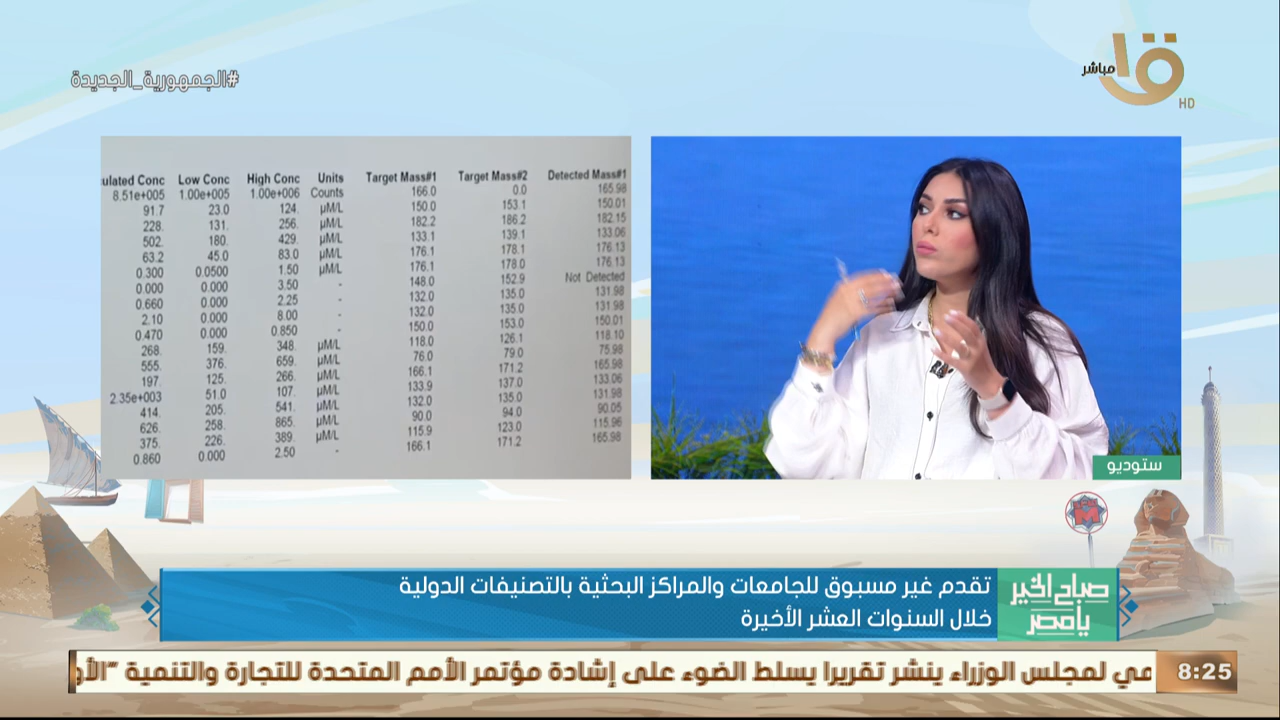 #الجمهورية_الجديدة
مباشر
HD
ulated Conc Low Conc High Conc Units Target Mass#1 Target Mass#2 Detected Mass#1
8.51e+005 1.00e+005 1.00e+006 Counts 166.0 0.0 165.98
91.7 23.0 124. µM/L 150.0 153.1 150.01
228. 131. 256. µM/L 182.2 186.2 182.15
502. 180. 429. µM/L 133.1 139.1 133.06
63.2 45.0 83.0 µM/L 176.1 178.1 176.13
0.300 0.0500 1.50 µM/L 176.1 178.0 176.13
0.000 0.000 3.50 - 148.0 152.9 Not Detected
0.660 0.000 2.25 - 132.0 135.0 131.98
2.10 0.000 8.00 - 132.0 135.0 131.98
0.470 0.000 0.850 - 150.0 153.0 150.01
268. 159. 348. µM/L 118.0 126.1 118.10
555. 376. 659. µM/L 76.0 79.0 75.98
197. 125. 266. µM/L 166.1 171.2 165.98
2.35e+003 51.0 107. µM/L 133.9 137.0 133.06
414. 205. 541. µM/L 132.0 135.0 131.98
626. 258. 865. µM/L 90.0 94.0 90.05
375. 226. 389. µM/L 115.9 123.0 115.96
0.860 0.000 2.50 - 166.1 171.2 165.98
ستوديو
صباح الخير
يا مصر
تقدم غير مسبوق للجامعات والمراكز البحثية بالتصنيفات الدولية
خلال السنوات العشر الأخيرة
8:25
لمجلس الوزراء ينشر تقريرا يسلط الضوء على إشادة مؤتمر الأمم المتحدة للتجارة والتنمية